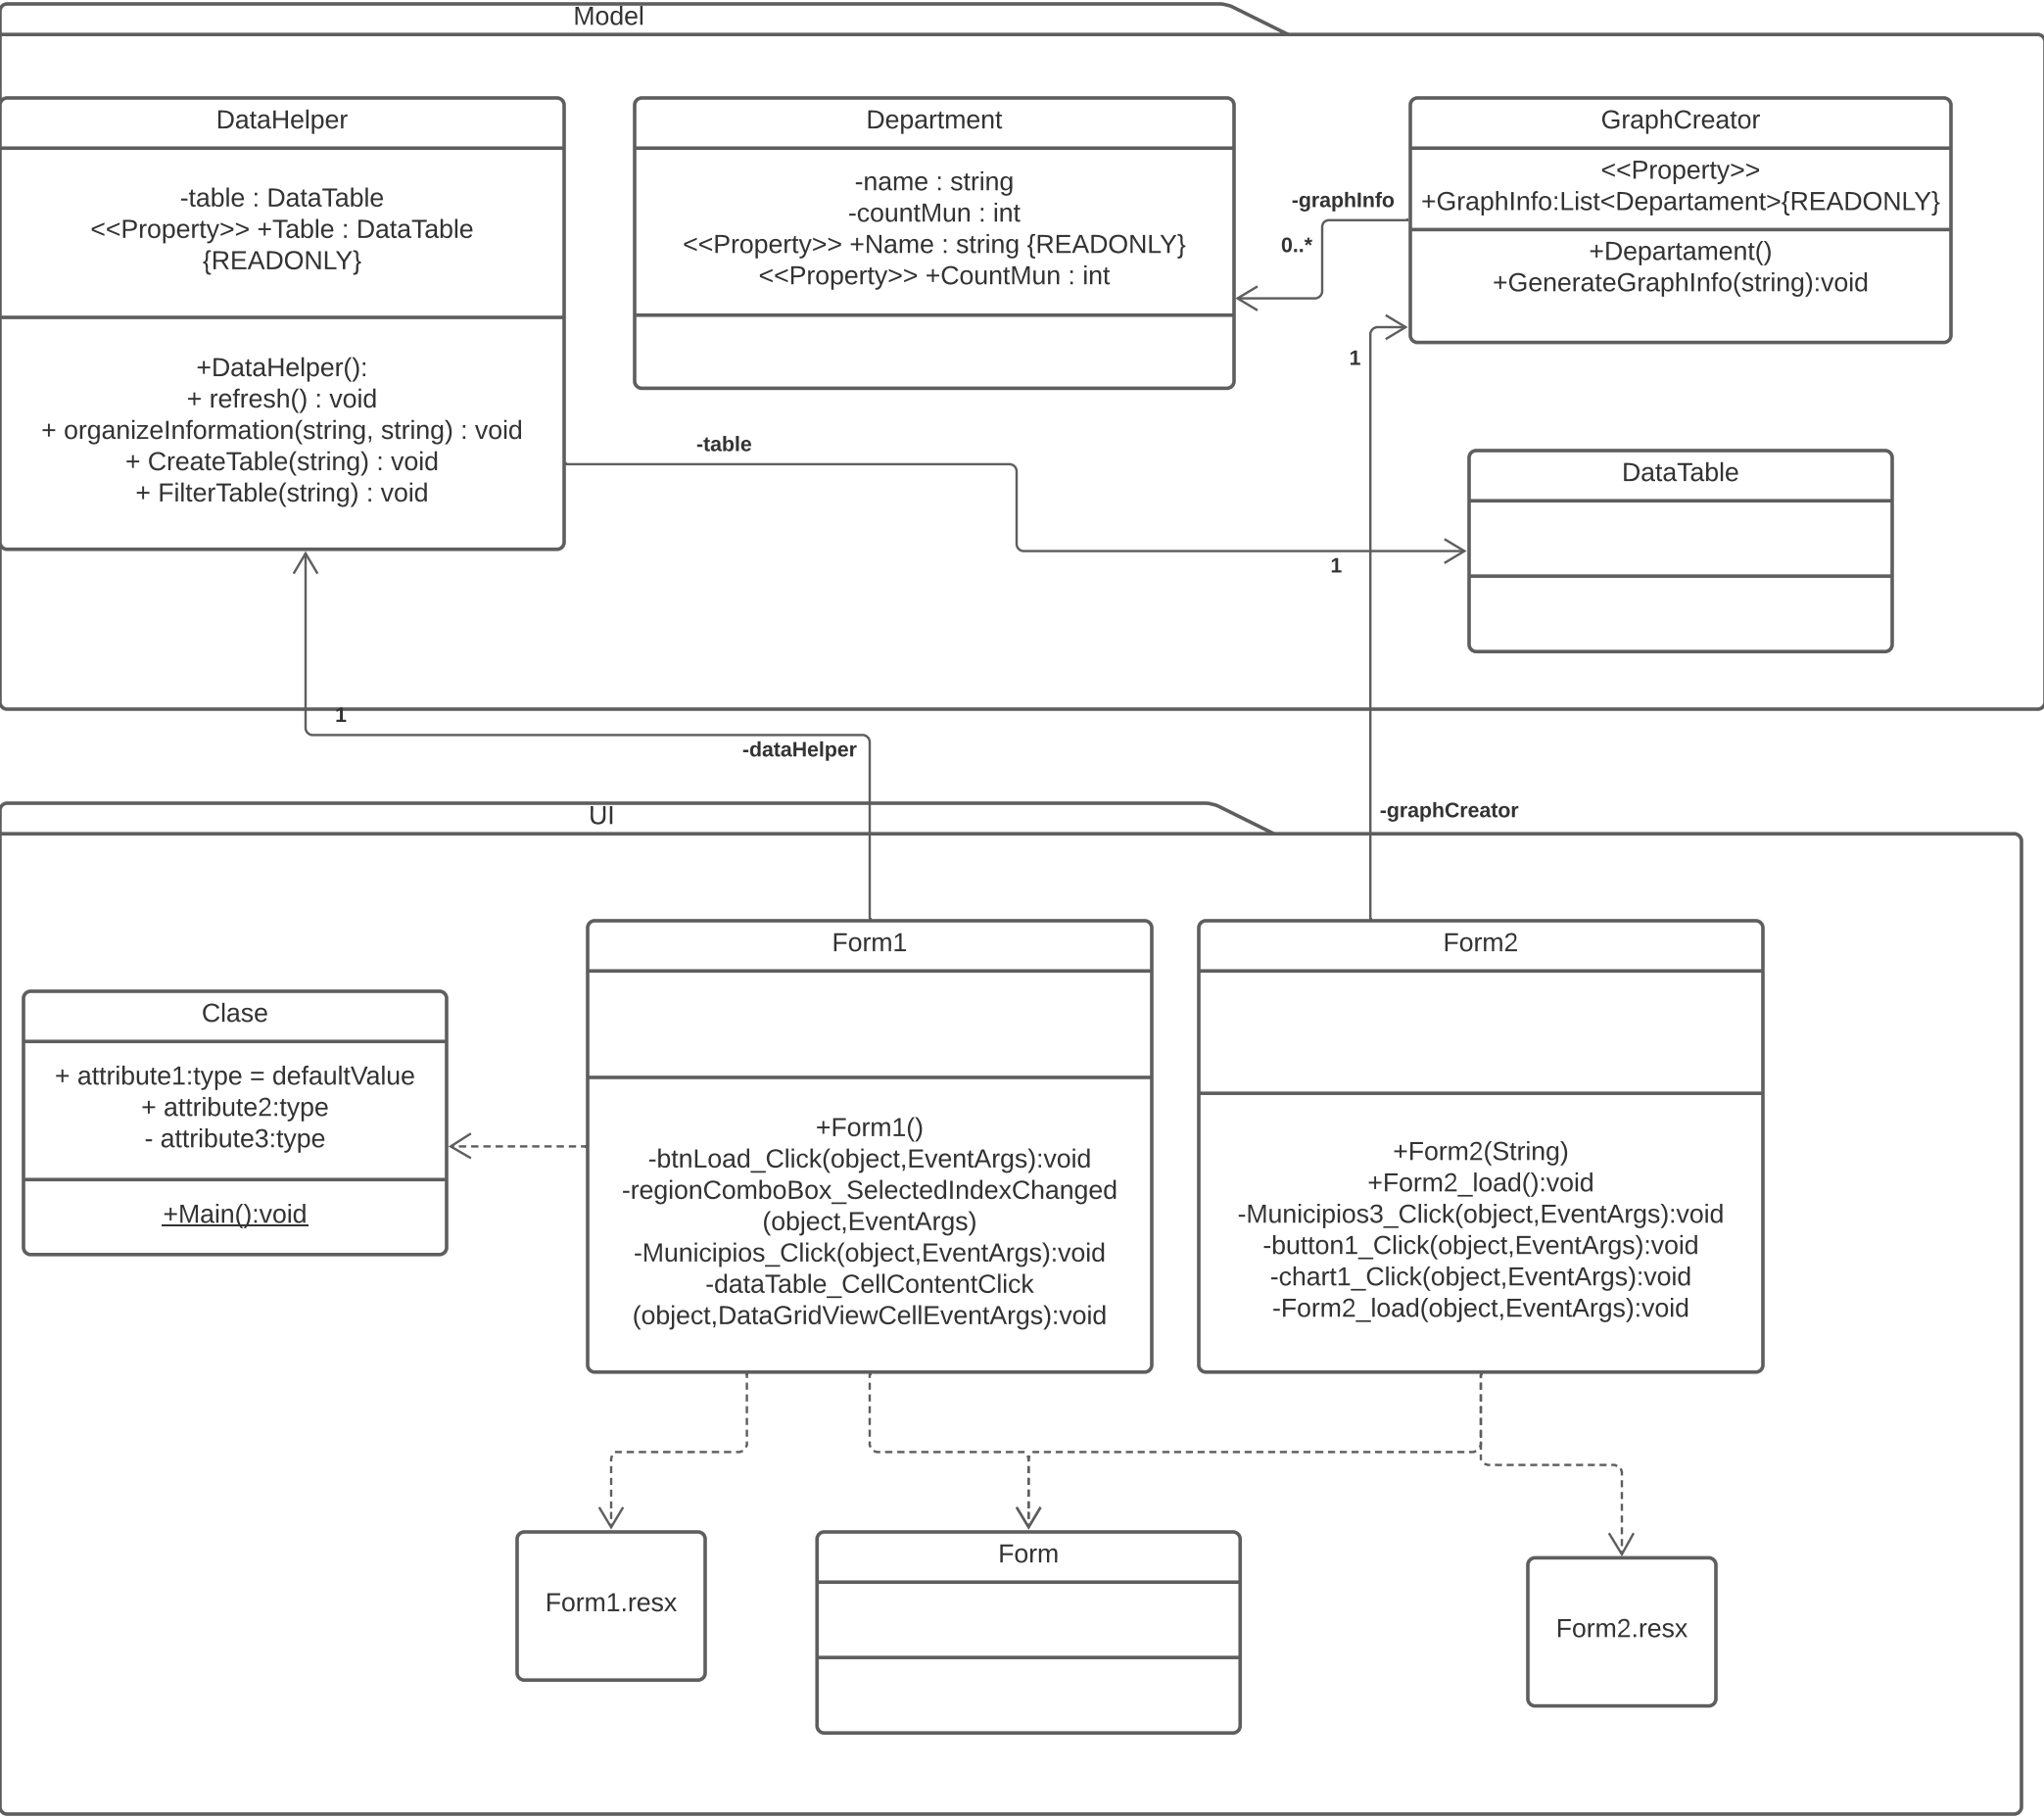 Model
DataHelper
-table : DataTable
<<Property>> +Table : DataTable
{READONLY}
+DataHelper():
+ refresh() : void
+ organizeInformation(string, string) : void
+ CreateTable(string) : void
+ FilterTable(string) : void
Department
-name : string
-countMun : int
<<Property>> +Name : string {READONLY}
<<Property>> +CountMun : int
-graphInfo
0..*
GraphCreator
<<Property>>
+GraphInfo:List<Departament>{READONLY}
+Departament()
+GenerateGraphInfo(string):void
1
-table
1
DataTable
1
-dataHelper
-graphCreator
UI
Clase
+ attribute1:type = defaultValue
+ attribute2:type
- attribute3:type
+Main():void
Form1
+Form1()
-btnLoad_Click(object,EventArgs):void
-regionComboBox_SelectedIndexChanged
(object,EventArgs)
-Municipios_Click(object,EventArgs):void
-dataTable_CellContentClick
(object,DataGridViewCellEventArgs):void
Form2
+Form2(String)
+Form2_load():void
-Municipios3_Click(object,EventArgs):void
-button1_Click(object,EventArgs):void
-chart1_Click(object,EventArgs):void
-Form2_load(object,EventArgs):void
Form1.resx
Form
Form2.resx